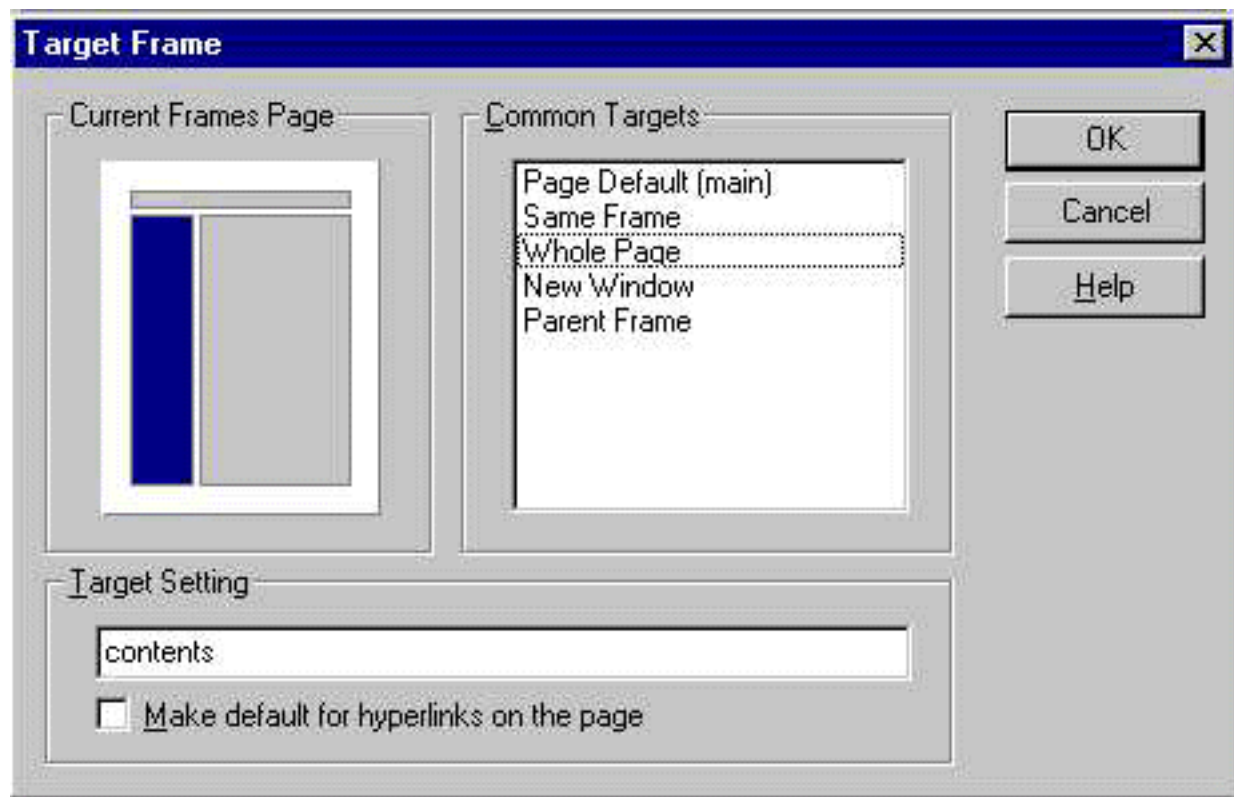 Target Frame
Current Frames Page
Common Targets
Page Default (main)
Same Frame
Whole Page
New Window
Parent Frame
OK
Cancel
Help
Target Setting
contents
Make default for hyperlinks on the page